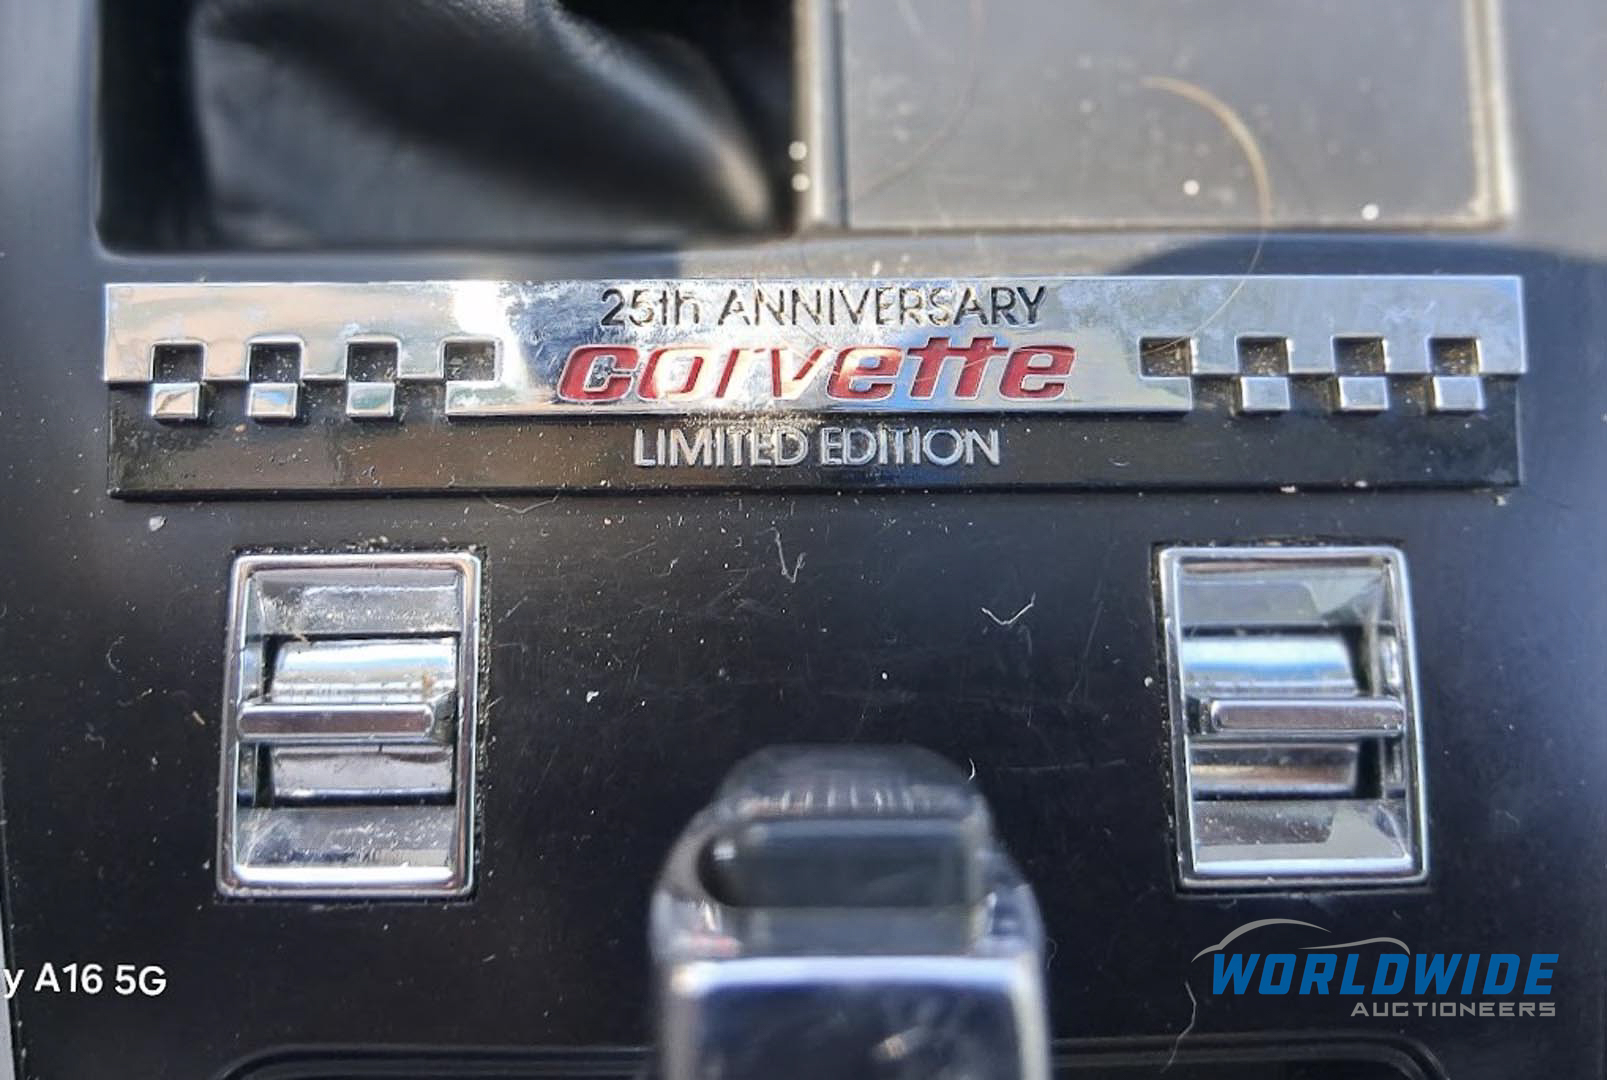 25th ANNIVERSARY
corvette
LIMITED EDITION
y A16 5G
WORLDWIDE
AUCTIONEERS